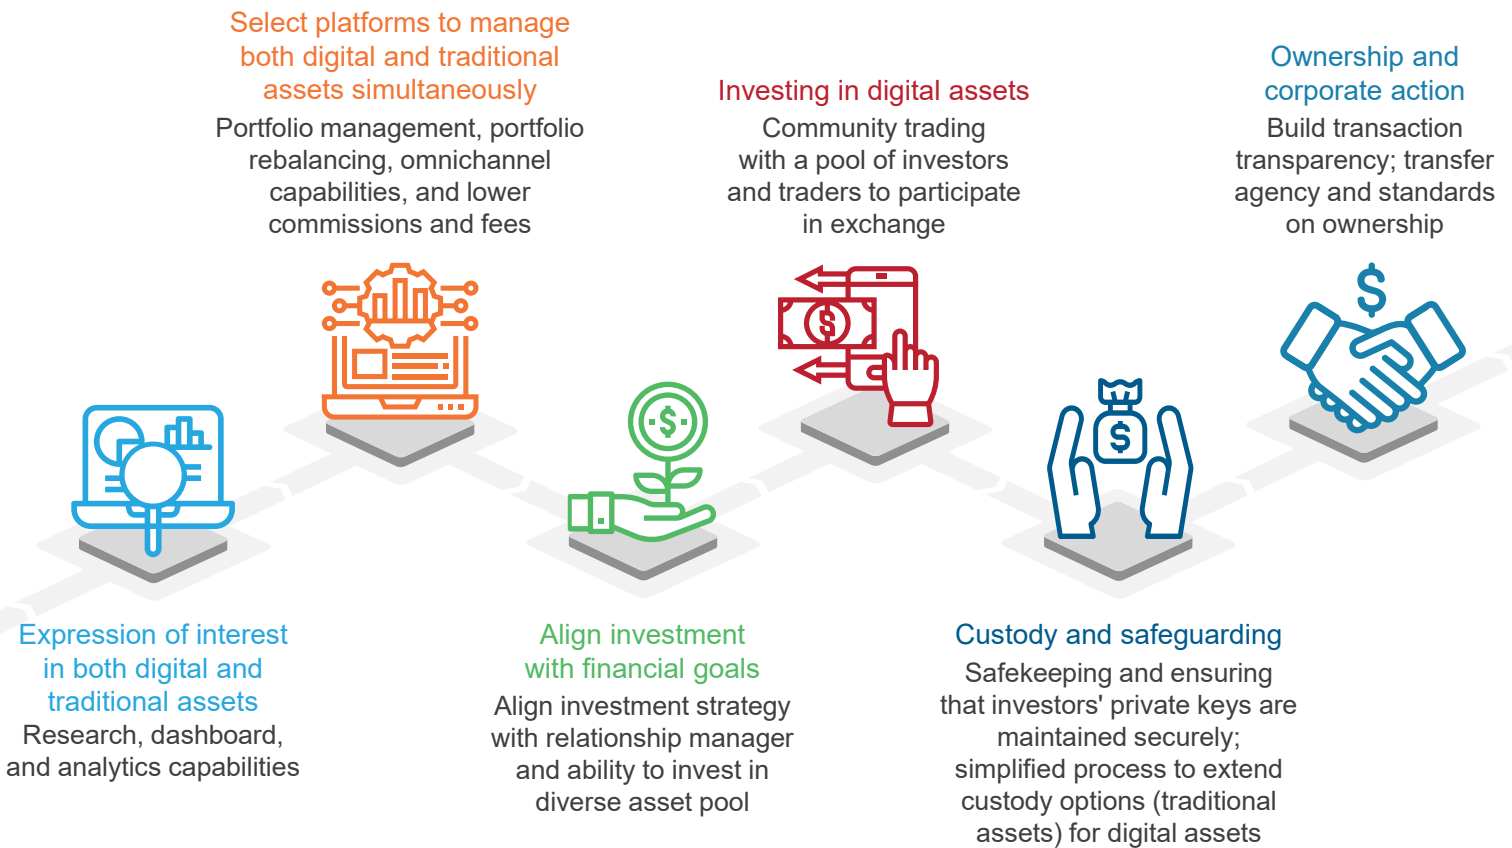 Select platforms to manage
both digital and traditional
assets simultaneously
Portfolio management, portfolio
rebalancing, omnichannel
capabilities, and lower
commissions and fees
Investing in digital assets
Community trading
with a pool of investors
and traders to participate
in exchange
Ownership and
corporate action
Build transaction
transparency; transfer
agency and standards
on ownership
$
$
$
$
Expression of interest
in both digital and
traditional assets
Research, dashboard,
and analytics capabilities
Align investment
with financial goals
Align investment strategy
with relationship manager
and ability to invest in
diverse asset pool
Custody and safeguarding
Safekeeping and ensuring
that investors' private keys are
maintained securely;
simplified process to extend
custody options (traditional
assets) for digital assets